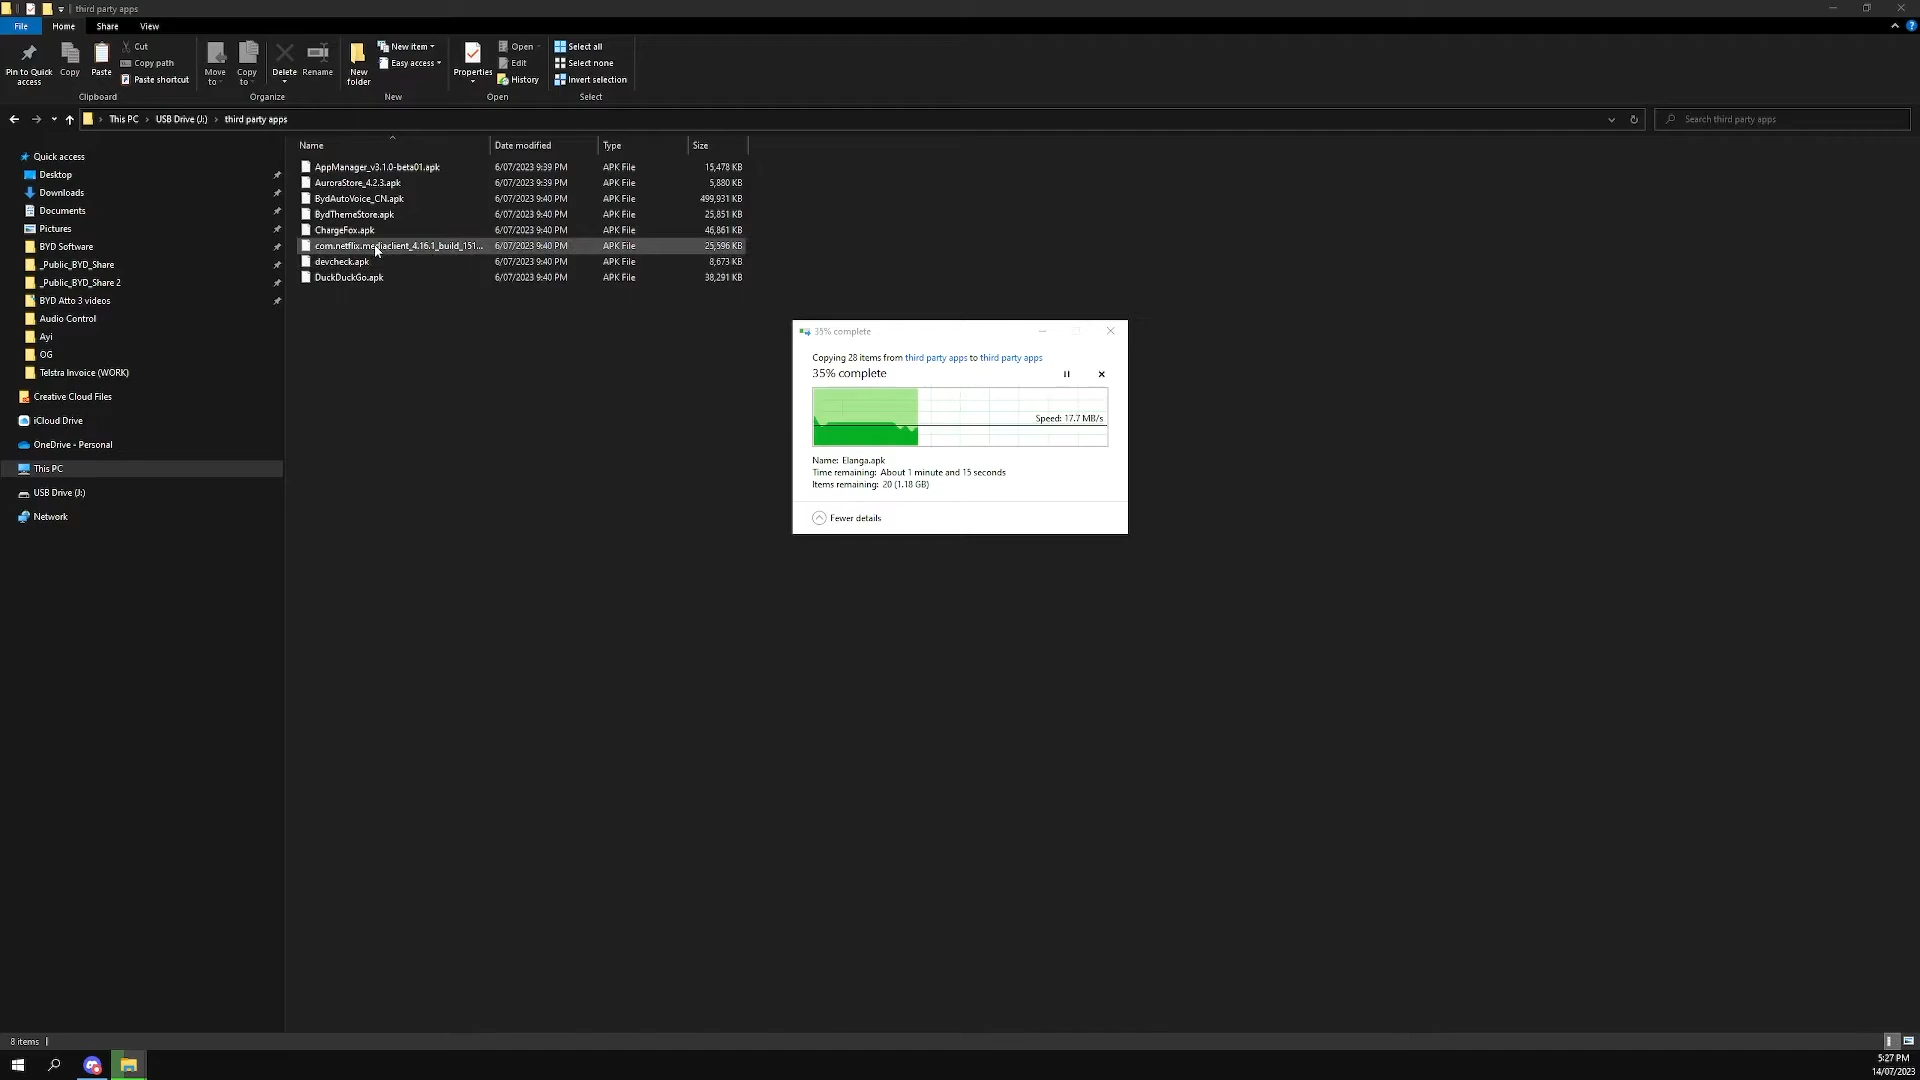 third party apps
File Home Share View
Pin to Quick access
Copy
Paste
Cut
Copy path
Paste shortcut
Clipboard
Move to
Copy to
Delete
Rename
Organize
New folder
New item
Easy access
New
Properties
Open
Edit
History
Open
Select all
Select none
Invert selection
Select
This PC › USB Drive (J:) › third party apps
Search third party apps
Quick access
Desktop
Downloads
Documents
Pictures
BYD Software
_Public_BYD_Share
_Public_BYD_Share 2
BYD Atto 3 videos
Audio Control
Ayi
OG
Telstra Invoice (WORK)
Creative Cloud Files
iCloud Drive
OneDrive - Personal
This PC
USB Drive (J:)
Network
Name Date modified Type Size
AppManager_v3.1.0-beta01.apk 6/07/2023 9:39 PM APK File 15,478 KB
AuroraStore_4.2.3.apk 6/07/2023 9:39 PM APK File 5,880 KB
BydAutoVoice_CN.apk 6/07/2023 9:40 PM APK File 499,931 KB
BydThemeStore.apk 6/07/2023 9:40 PM APK File 25,851 KB
ChargeFox.apk 6/07/2023 9:40 PM APK File 46,861 KB
com.netflix.mediaclient_4.16.1_build_151... 6/07/2023 9:40 PM APK File 25,596 KB
devcheck.apk 6/07/2023 9:40 PM APK File 8,673 KB
DuckDuckGo.apk 6/07/2023 9:40 PM APK File 38,291 KB
35% complete
Copying 28 items from third party apps to third party apps
35% complete
Speed: 17.7 MB/s
Name: Elanga.apk
Time remaining: About 1 minute and 15 seconds
Items remaining: 20 (1.18 GB)
Fewer details
8 items
5:27 PM
14/07/2023